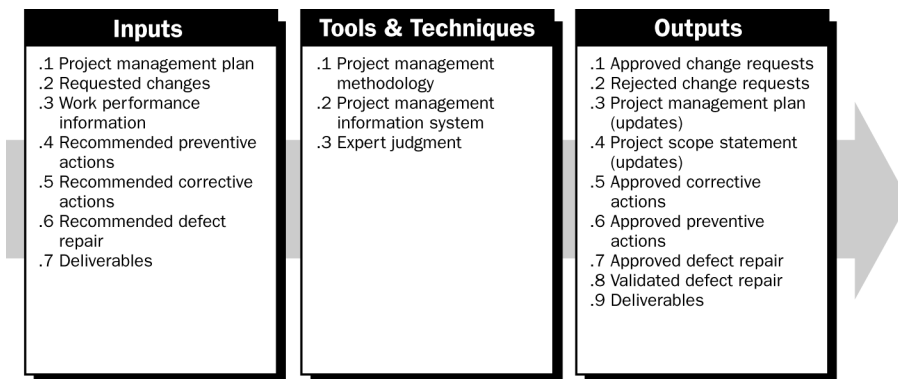 Inputs
.1 Project management plan
.2 Requested changes
.3 Work performance
information
.4 Recommended preventive
actions
.5 Recommended corrective
actions
.6 Recommended defect
repair
.7 Deliverables
Tools & Techniques
.1 Project management
methodology
.2 Project management
information system
.3 Expert judgment
Outputs
.1 Approved change requests
.2 Rejected change requests
.3 Project management plan
(updates)
.4 Project scope statement
(updates)
.5 Approved corrective
actions
.6 Approved preventive
actions
.7 Approved defect repair
.8 Validated defect repair
.9 Deliverables